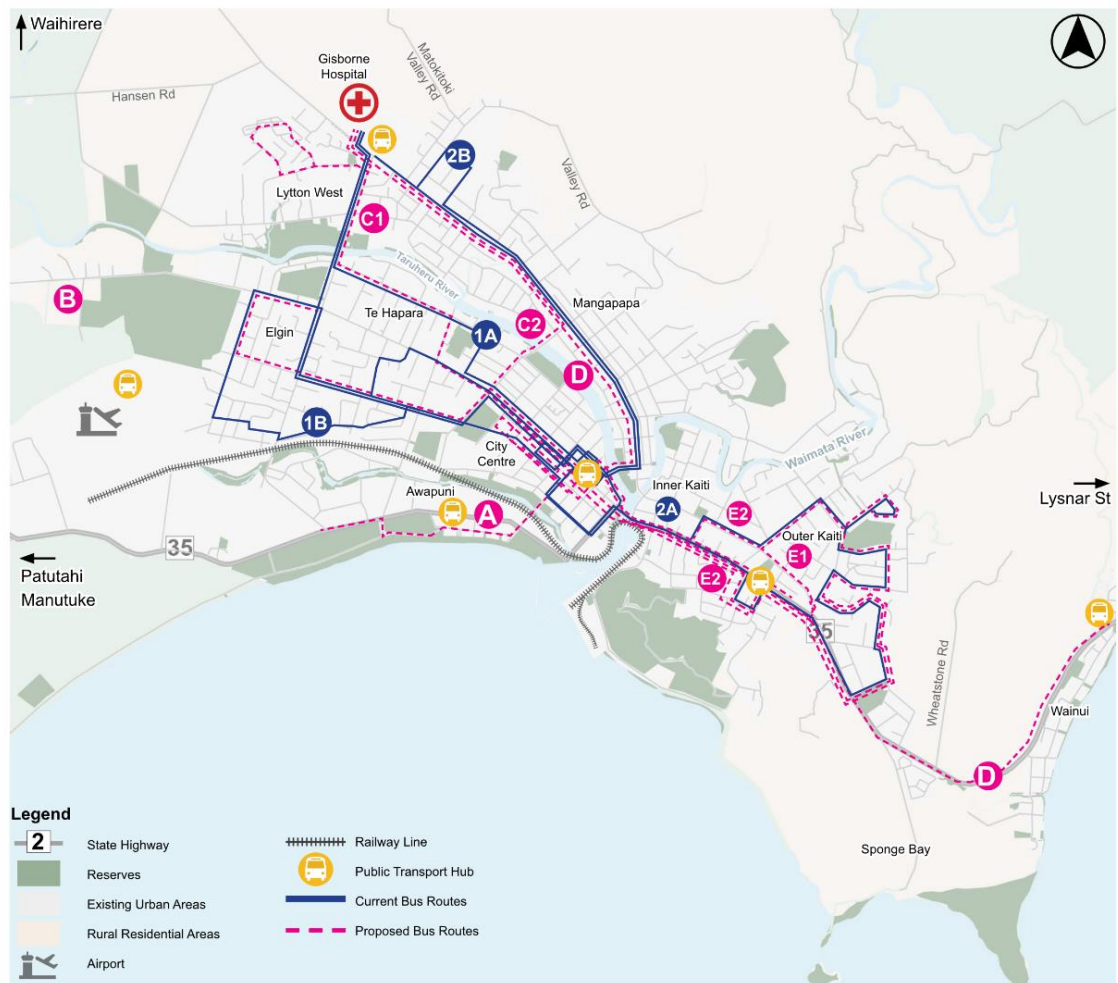 Waihirere
Gisborne
Hospital
Matokitoki
Valley Rd
Hansen Rd
2B
Lytton West
Valley Rd
C1
Taruheru River
B
Mangapapa
C2
Te Hapara
Elgin
1A
D
1B
City
Centre
Waimata River
Inner Kaiti
Awapuni
A
2A
E2
Lysnar St
Outer Kaiti
35
E1
E2
Patutahi
Manutuke
35
Wheatstone Rd
Wainui
D
Sponge Bay
Legend
2
State Highway
Reserves
Existing Urban Areas
Rural Residential Areas
Airport
Railway Line
Public Transport Hub
Current Bus Routes
Proposed Bus Routes